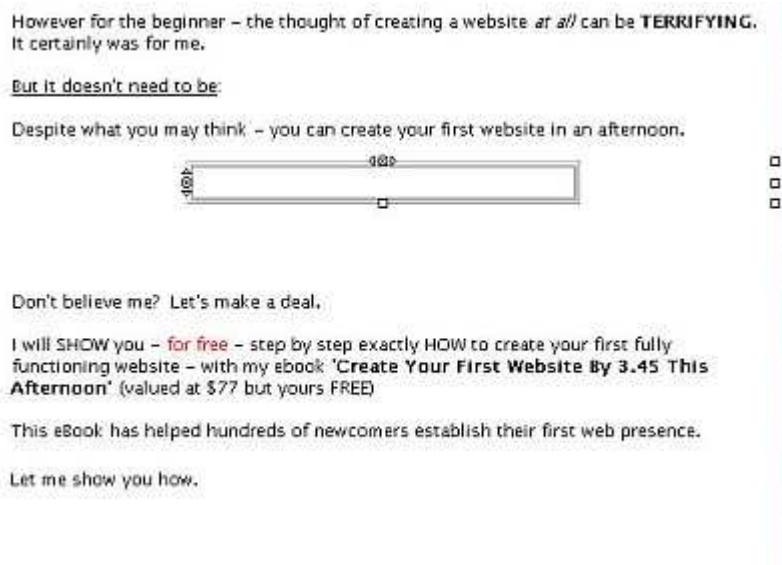 However for the beginner – the thought of creating a website at all can be TERRIFYING.
It certainly was for me.
But it doesn't need to be:
Despite what you may think – you can create your first website in an afternoon.
Don't believe me? Let's make a deal.
I will SHOW you – for free – step by step exactly HOW to create your first fully
functioning website – with my ebook 'Create Your First Website By 3.45 This
Afternoon' (valued at $77 but yours FREE)
This eBook has helped hundreds of newcomers establish their first web presence.
Let me show you how.